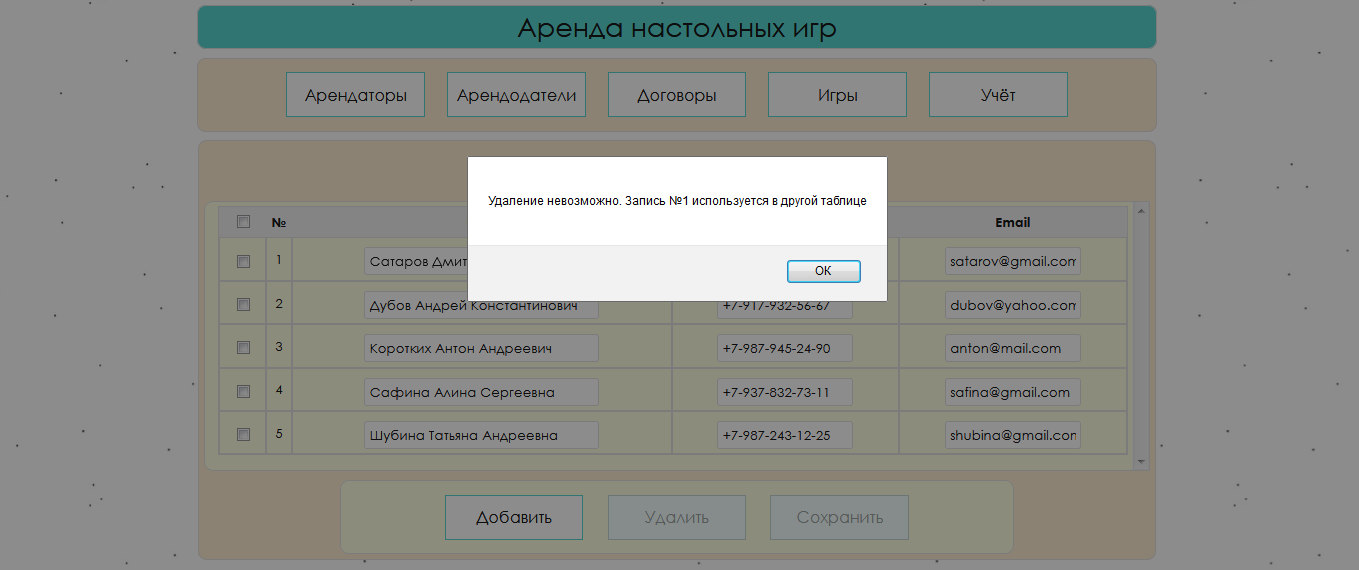 Аренда настольных игр
Арендаторы Арендодатели Договоры Игры Учёт
Удаление невозможно. Запись №1 используется в другой таблице
ОК
№ Email
1 Сатаров Дмит satarov@gmail.com
2 Дубов Андрей Константинович +7-917-932-56-67 dubov@yahoo.com
3 Коротких Антон Андреевич +7-987-945-24-90 anton@mail.com
4 Сафина Алина Сергеевна +7-937-832-73-11 safina@gmail.com
5 Шубина Татьяна Андреевна +7-987-243-12-25 shubina@gmail.con
Добавить Удалить Сохранить